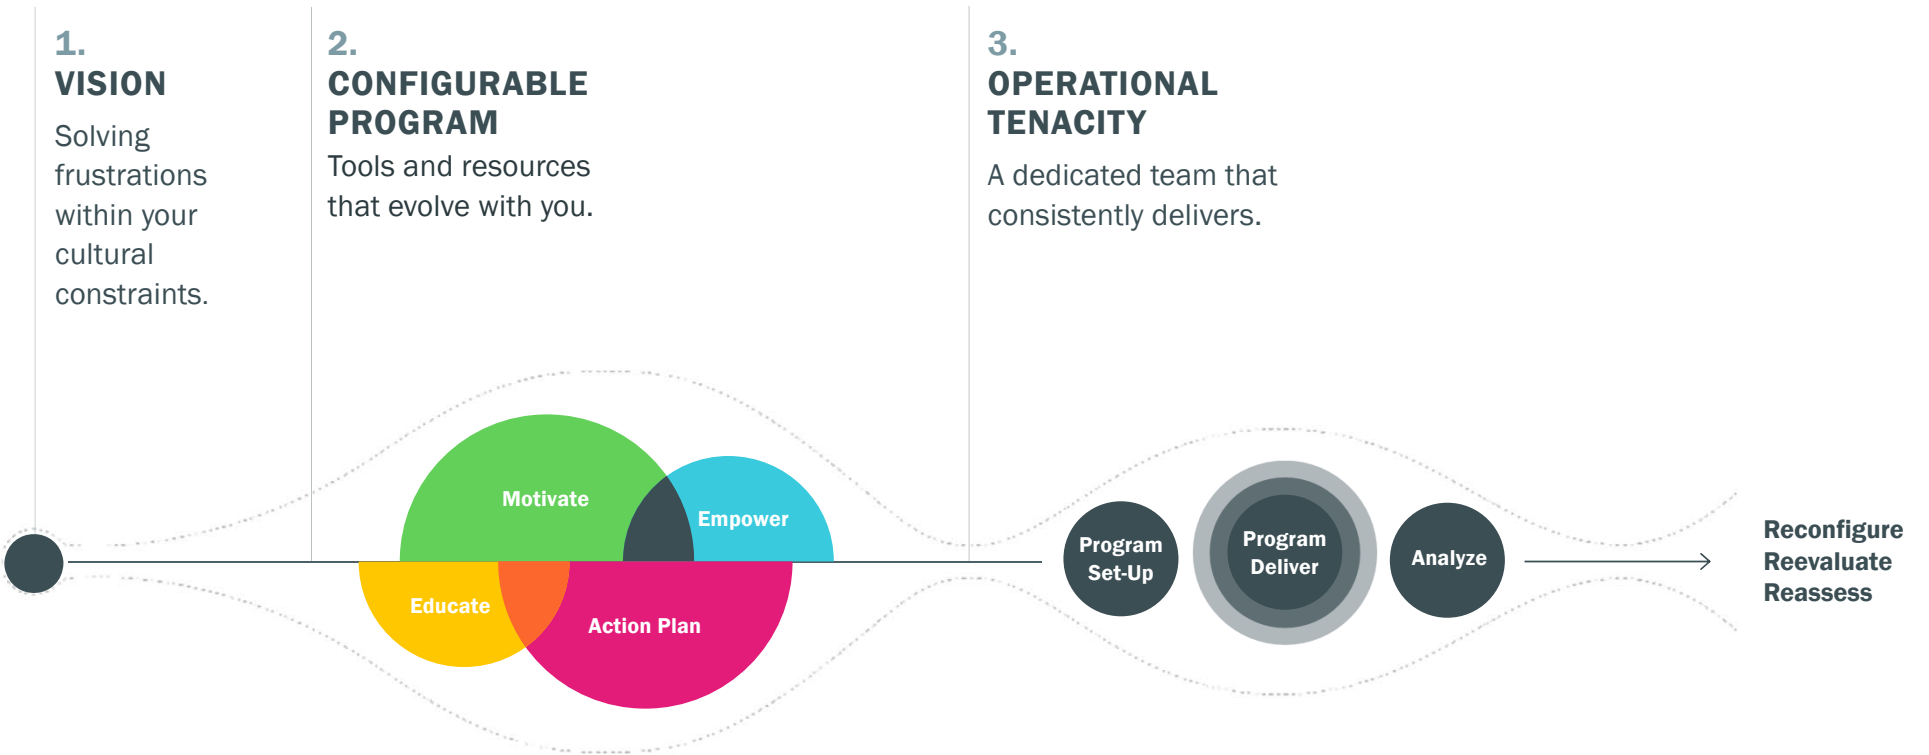 1.
VISION
Solving
frustrations
within your
cultural
constraints.
2.
CONFIGURABLE
PROGRAM
Tools and resources
that evolve with you.
3.
OPERATIONAL
TENACITY
A dedicated team that
consistently delivers.
Motivate
Empower
Educate
Action Plan
Program
Set-Up
Program
Deliver
Analyze
Reconfigure
Reevaluate
Reassess